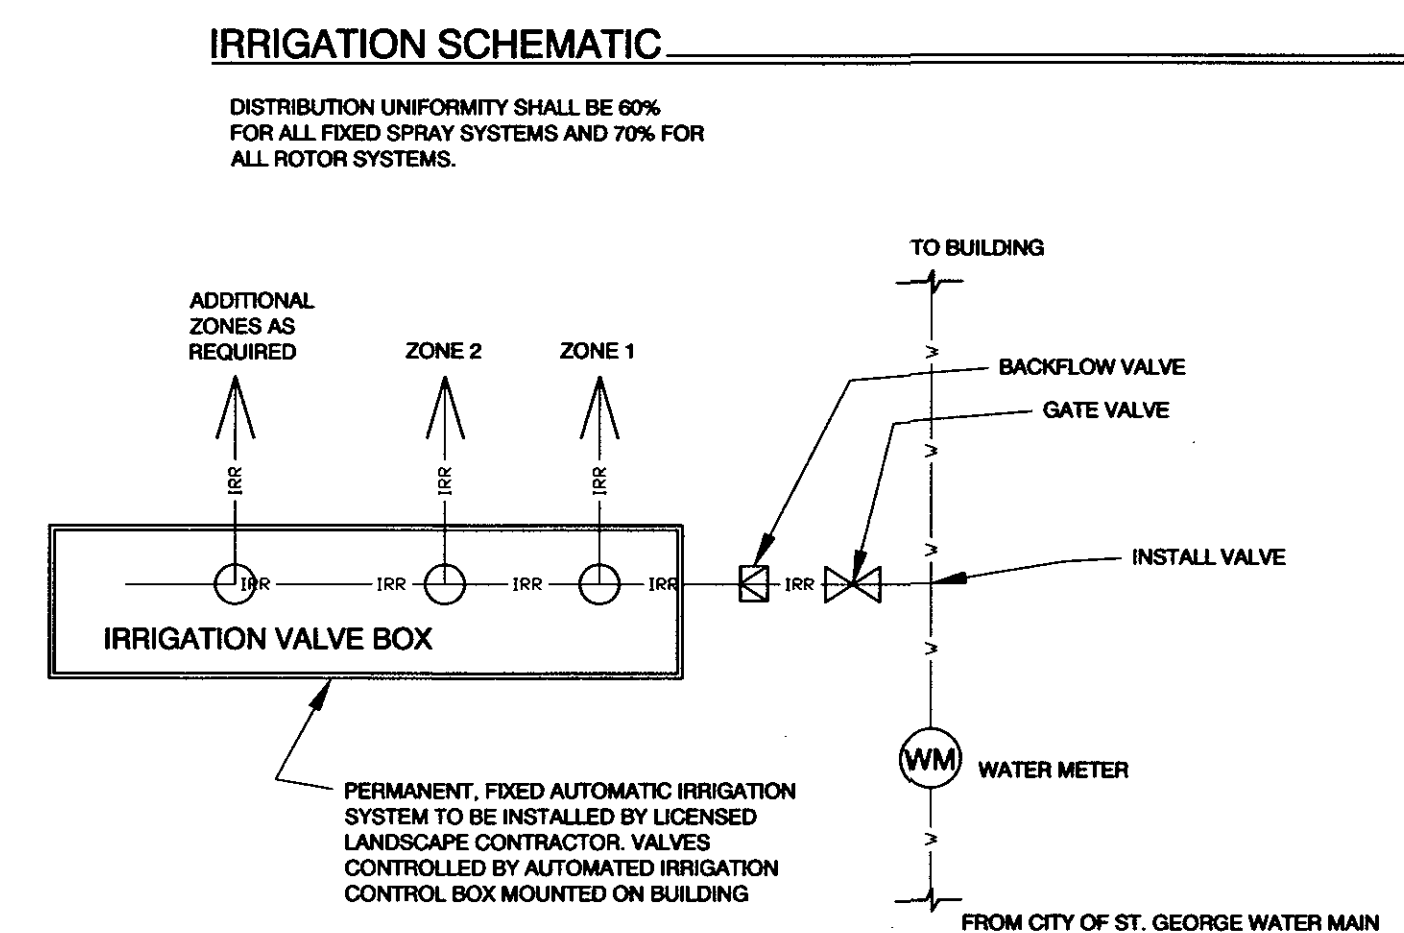 IRRIGATION SCHEMATIC
DISTRIBUTION UNIFORMITY SHALL BE 60%
FOR ALL FIXED SPRAY SYSTEMS AND 70% FOR
ALL ROTOR SYSTEMS.
TO BUILDING
ADDITIONAL
ZONES AS
REQUIRED
ZONE 2
ZONE 1
W
BACKFLOW VALVE
GATE VALVE
W
IRR
IRR
IRR
W
INSTALL VALVE
IRR
IRR
IRR
IRR
IRR
IRRIGATION VALVE BOX
W
WM
WATER METER
PERMANENT, FIXED AUTOMATIC IRRIGATION
SYSTEM TO BE INSTALLED BY LICENSED
LANDSCAPE CONTRACTOR. VALVES
CONTROLLED BY AUTOMATED IRRIGATION
CONTROL BOX MOUNTED ON BUILDING
W
FROM CITY OF ST. GEORGE WATER MAIN